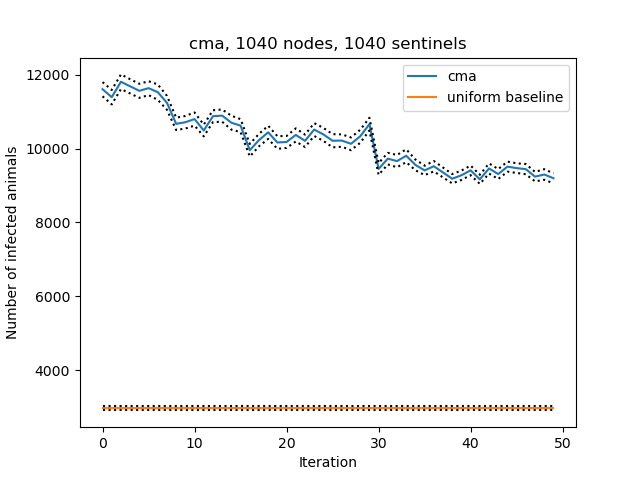 cma, 1040 nodes, 1040 sentinels
cma
uniform baseline
Number of infected animals
12000
10000
8000
6000
4000
0 10 20 30 40 50
Iteration